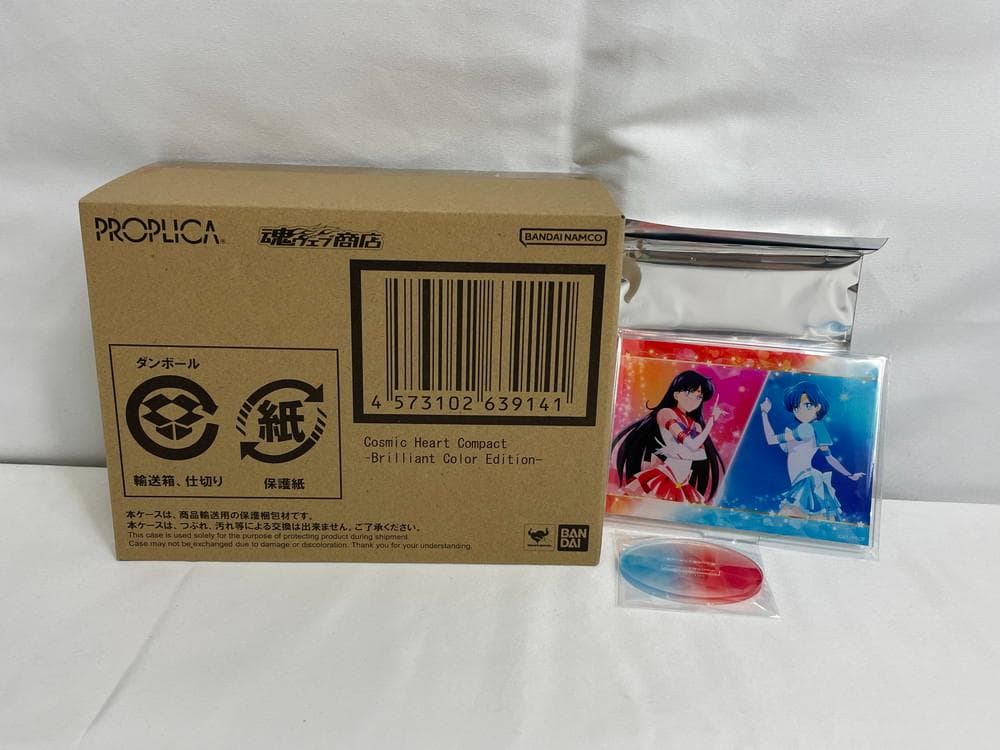 PROPLICA®
魂ウェブ商店
BANDAI NAMCO
4 573102 639141
Cosmic Heart Compact
-Brilliant Color Edition-
ダンボール
紙
輸送箱、仕切り
保護紙
本ケースは、商品輸送用の保護梱包材です。
本ケースは、つぶれ、汚れ等による交換は出来ません。ご了承ください。
This case is used solely for the purpose of protecting product during shipment.
Case may not be exchanged due to damage or discoloration. Thank you for your understanding.
BAN
DAI